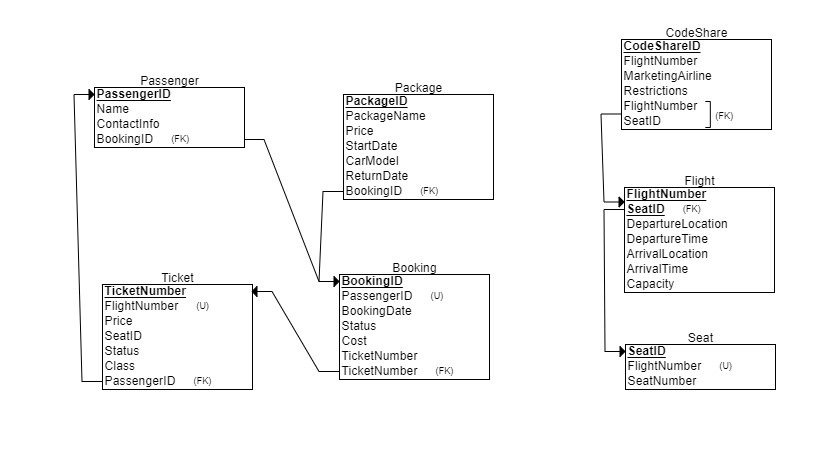 Passenger
PassengerID
Name
ContactInfo
BookingID (FK)
Package
PackageID
PackageName
Price
StartDate
CarModel
ReturnDate
BookingID (FK)
CodeShare
CodeShareID
FlightNumber
MarketingAirline
Restrictions
FlightNumber
SeatID
(FK)
Flight
FlightNumber
SeatID (FK)
DepartureLocation
DepartureTime
ArrivalLocation
ArrivalTime
Capacity
Ticket
TicketNumber
FlightNumber (U)
Price
SeatID
Status
Class
PassengerID (FK)
Booking
BookingID
PassengerID (U)
BookingDate
Status
Cost
TicketNumber
TicketNumber (FK)
Seat
SeatID
FlightNumber (U)
SeatNumber